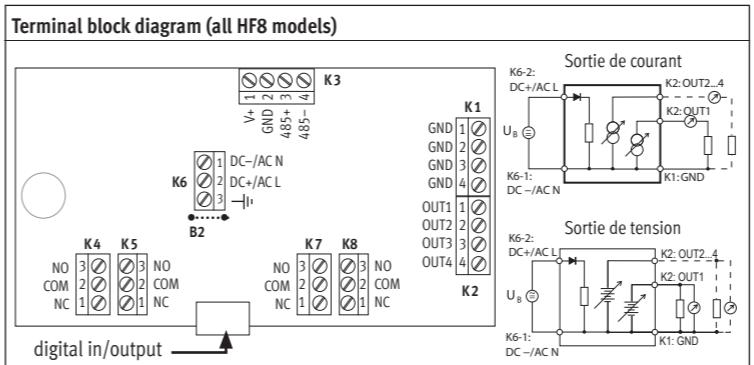 Terminal block diagram (all HF8 models)
K3
V+ 1
GND 2
485+ 3
485− 4
K1
GND 1
GND 2
GND 3
GND 4
OUT1 1
OUT2 2
OUT3 3
OUT4 4
K2
K6
1 DC−/AC N
2 DC+/AC L
3
B2
K4 K5
NO 3 3 NO
COM 2 2 COM
NC 1 1 NC
K7 K8
NO 3 3 NO
COM 2 2 COM
NC 1 1 NC
digital in/output
Sortie de courant
K6-2:
DC+/AC L
K2: OUT2...4
K2: OUT1
UB
K6-1:
DC −/AC N
K1: GND
Sortie de tension
K6-2:
DC+/AC L
K2: OUT2...4
K2: OUT1
UB
K6-1:
DC −/AC N
K1: GND